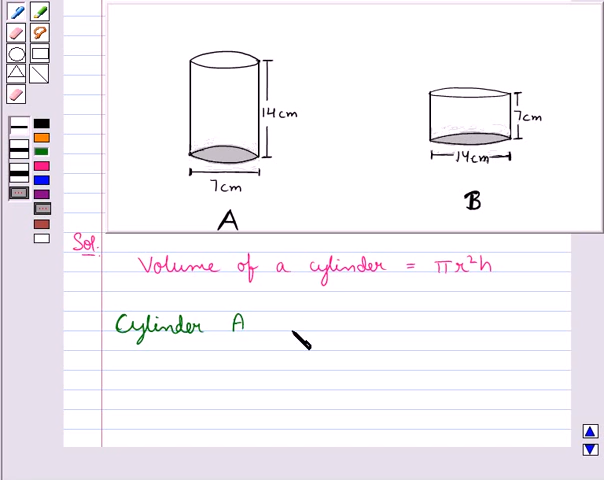 14cm
7cm
A
7cm
14cm
B
Sol.
Volume of a cylinder = πr²h
Cylinder A